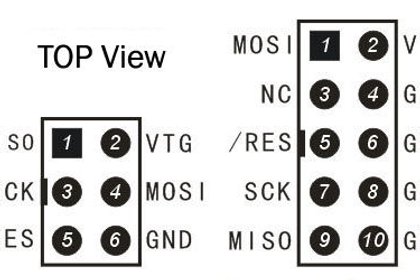 TOP View
SO 1 2 VTG
CK 3 4 MOSI
ES 5 6 GND
MOSI 1 2 V
NC 3 4 G
/RES 5 6 G
SCK 7 8 G
MISO 9 10 G